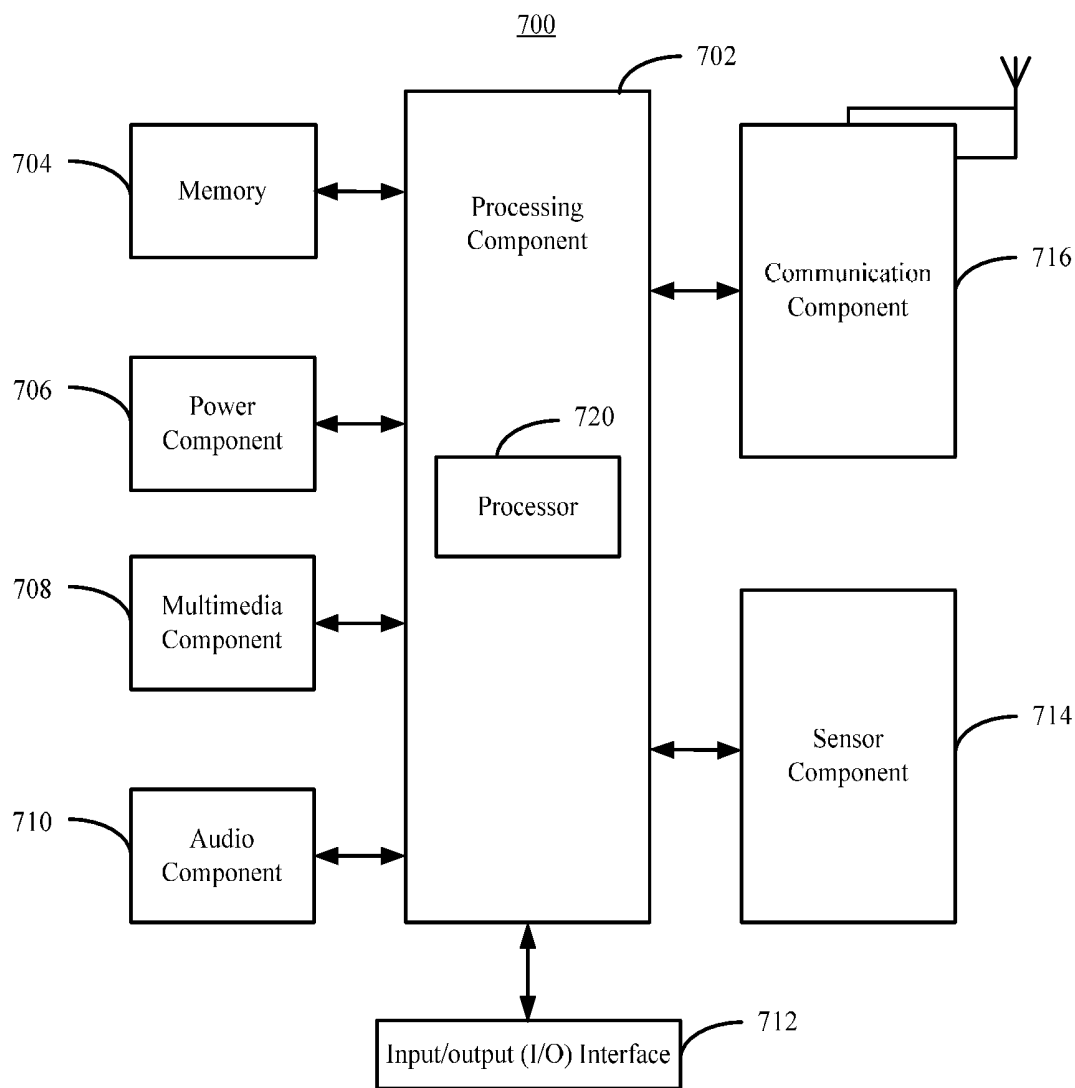 700
702
704
Memory
Processing
Component
Communication
Component
716
706
Power
Component
720
Processor
708
Multimedia
Component
Sensor
Component
714
710
Audio
Component
Input/output (I/O) Interface
712